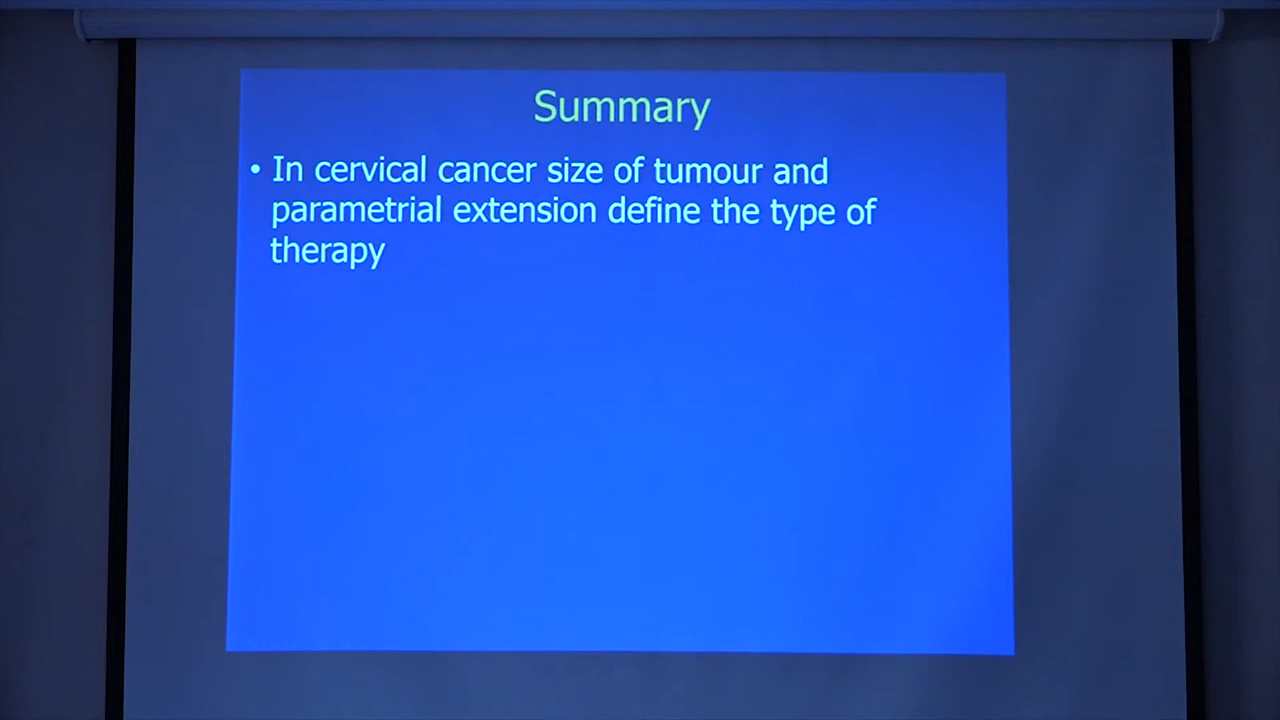 Summary
• In cervical cancer size of tumour and
parametrial extension define the type of
therapy